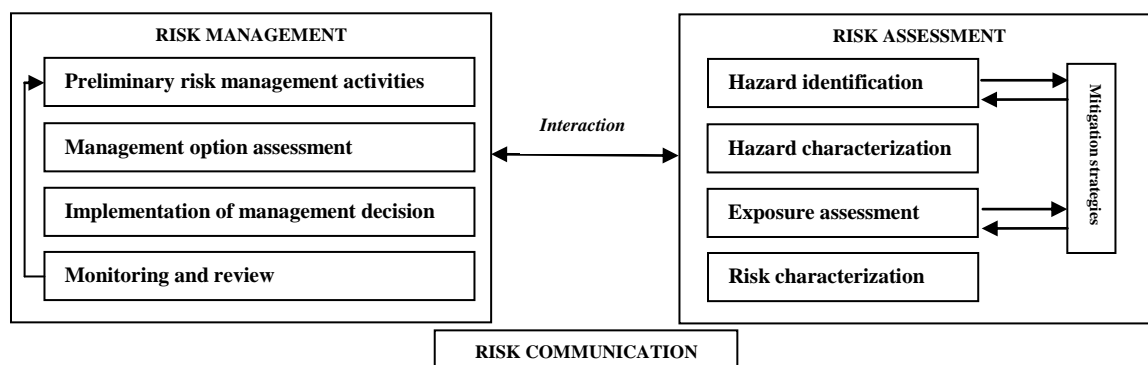 RISK MANAGEMENT
Preliminary risk management activities
Management option assessment
Implementation of management decision
Monitoring and review
Interaction
RISK ASSESSMENT
Hazard identification
Hazard characterization
Exposure assessment
Risk characterization
Mitigation strategies
RISK COMMUNICATION